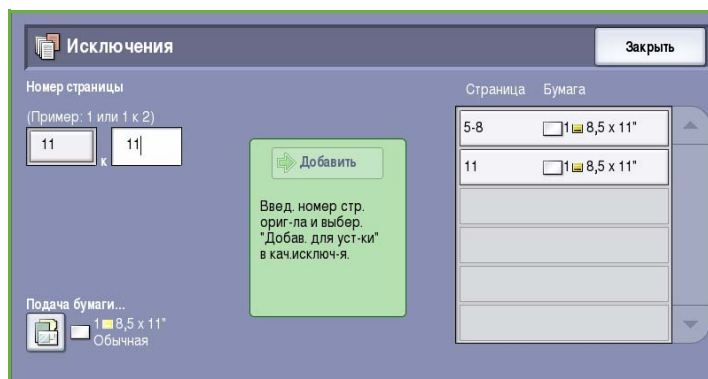 Исключения
Закрыть
Номер страницы
(Пример: 1 или 1 к 2)
11
к
11
Добавить
Введ. номер стр.
ориг-ла и выбер.
"Добав. для уст-ки"
в кач.исключ-я.
Подача бумаги...
1 8,5 x 11"
Обычная
Страница Бумага
5-8 1 8,5 x 11"
11 1 8,5 x 11"